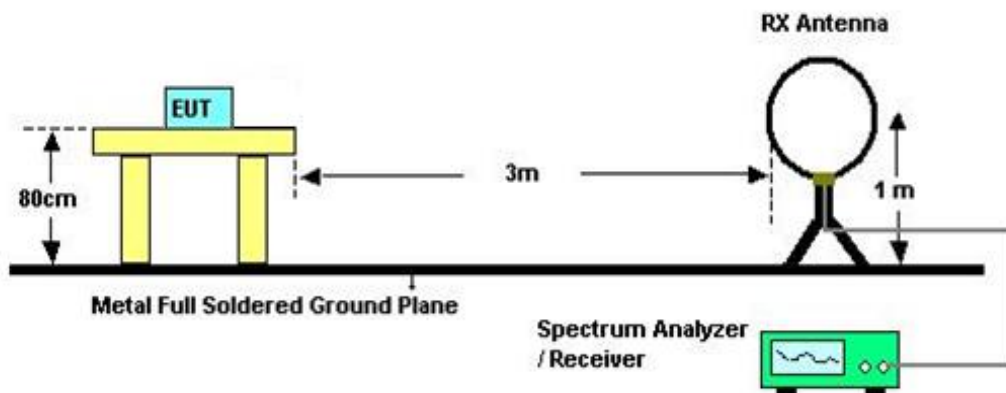 RX Antenna
EUT
3m
80cm
1 m
Metal Full Soldered Ground Plane
Spectrum Analyzer
/ Receiver